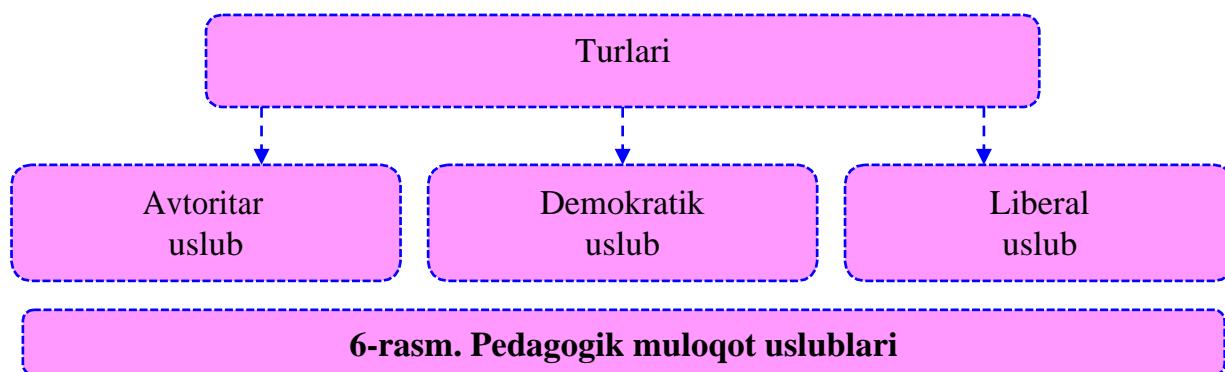 Turlari
Avtoritar
uslub
Demokratik
uslub
Liberal
uslub
6-rasm. Pedagogik muloqot uslublari